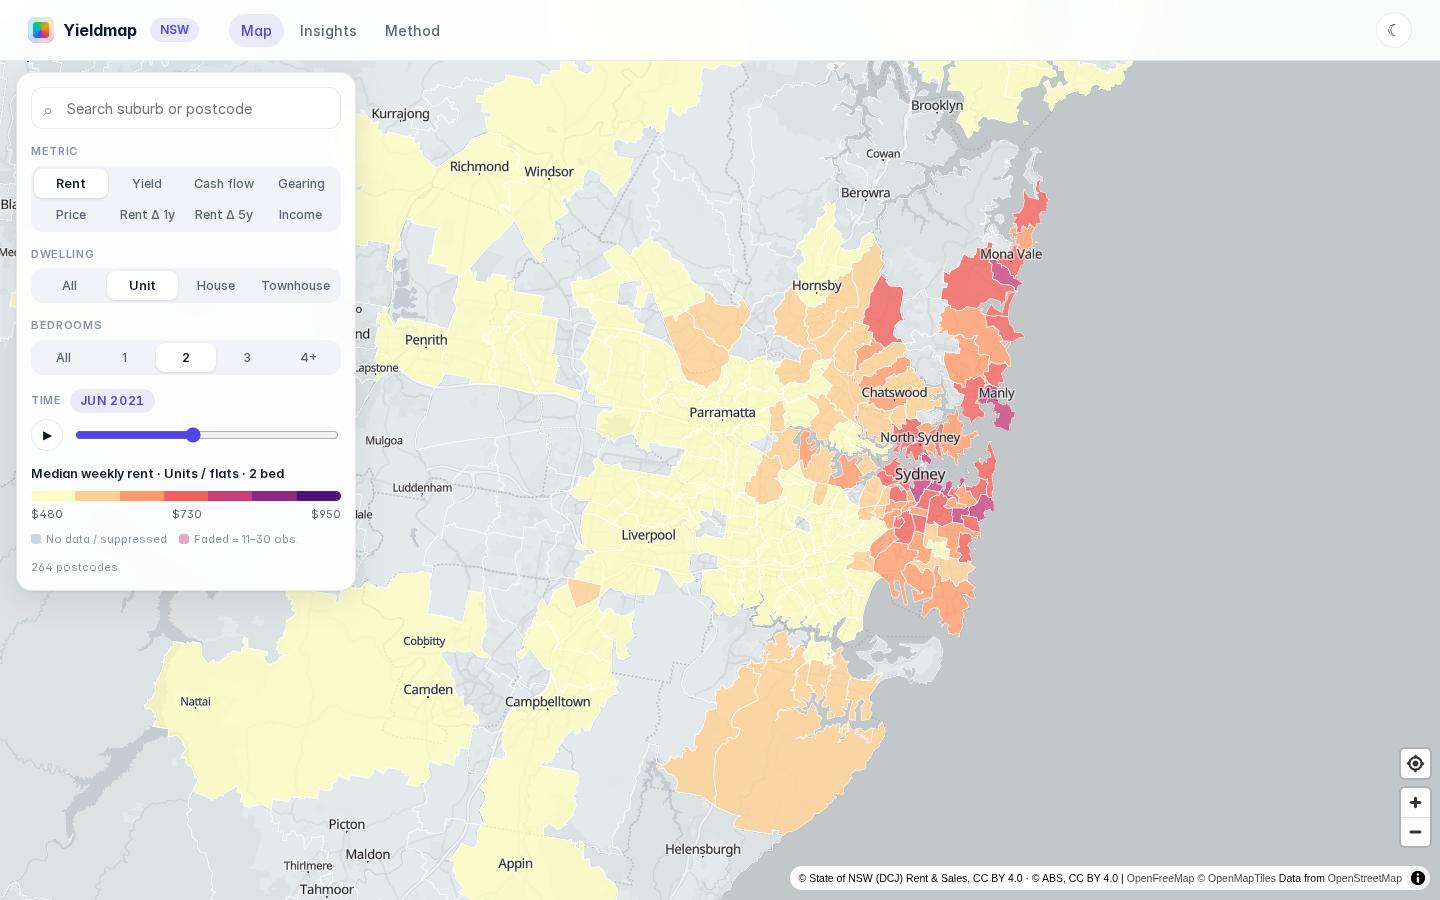 Yieldmap NSW Map Insights Method
Search suburb or postcode
METRIC
Rent Yield Cash flow Gearing
Price Rent Δ 1y Rent Δ 5y Income
DWELLING
All Unit House Townhouse
BEDROOMS
All 1 2 3 4+
TIME JUN 2021
Median weekly rent · Units / flats · 2 bed
$480 $730 $950
No data / suppressed Faded = 11–30 obs.
264 postcodes
Brooklyn
Kurrajong
Cowan
Richmond
Windsor
Berowra
Mona Vale
Hornsby
Penrith
Lapstone
Chatswood
Manly
Parramatta
North Sydney
Mulgoa
Sydney
Luddenham
Liverpool
Cobbitty
Camden
Nattai
Campbelltown
Picton
Helensburgh
Maldon
Thirlmere
Appin
Tahmoor
© State of NSW (DCJ) Rent & Sales, CC BY 4.0 · © ABS, CC BY 4.0 | OpenFreeMap © OpenMapTiles Data from OpenStreetMap